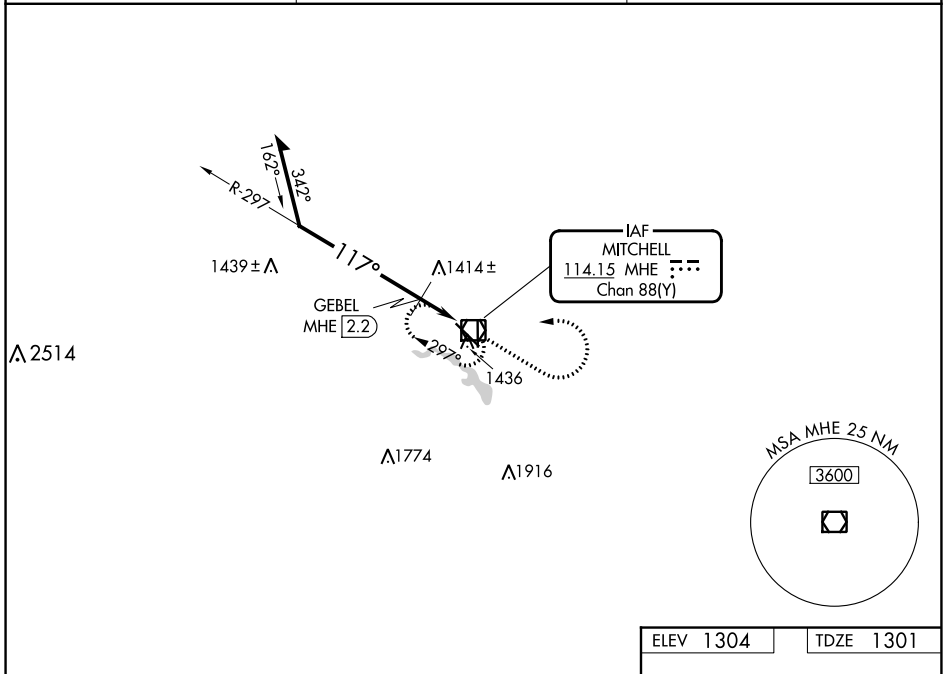 162°
342°
R-297
117°
1439±
1414±
GEBEL
MHE 2.2
297°
1436
IAF
MITCHELL
114.15 MHE
Chan 88(Y)
2514
1774
1916
MSA MHE 25 NM
3600
ELEV 1304
TDZE 1301